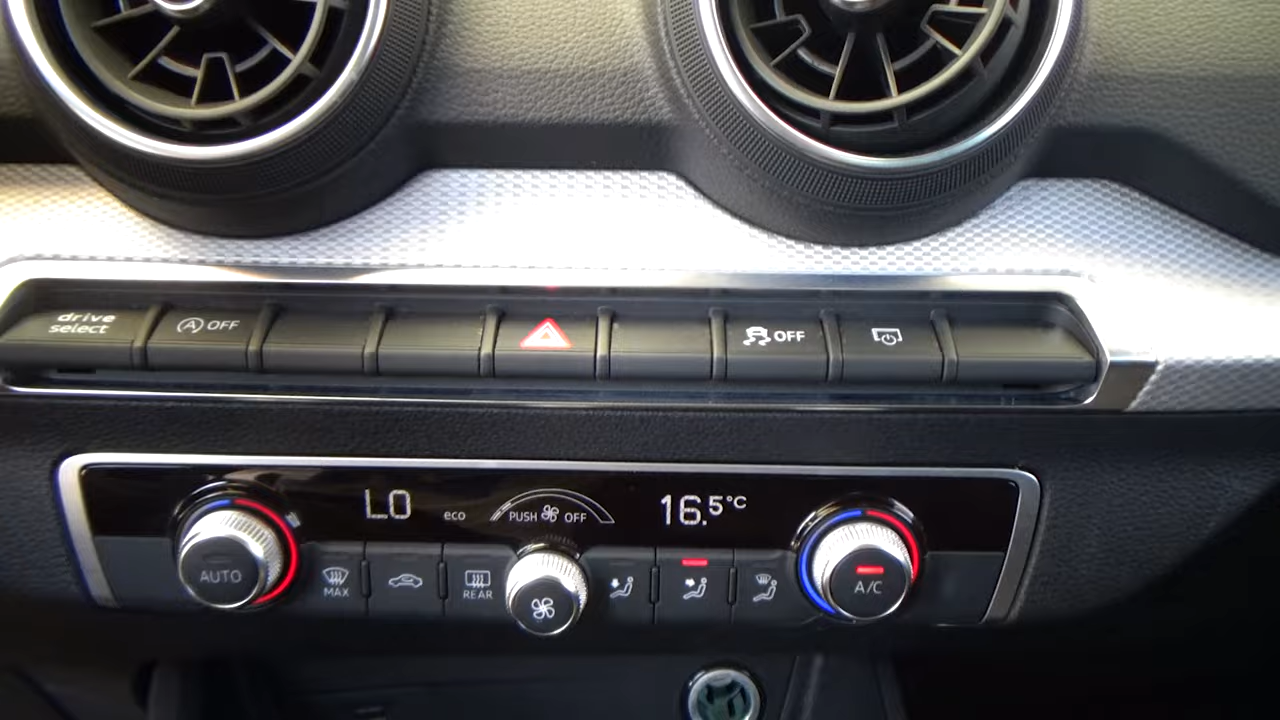 drive
select
A OFF
OFF
LO
eco
PUSH OFF
16.5°C
AUTO
MAX
REAR
A/C